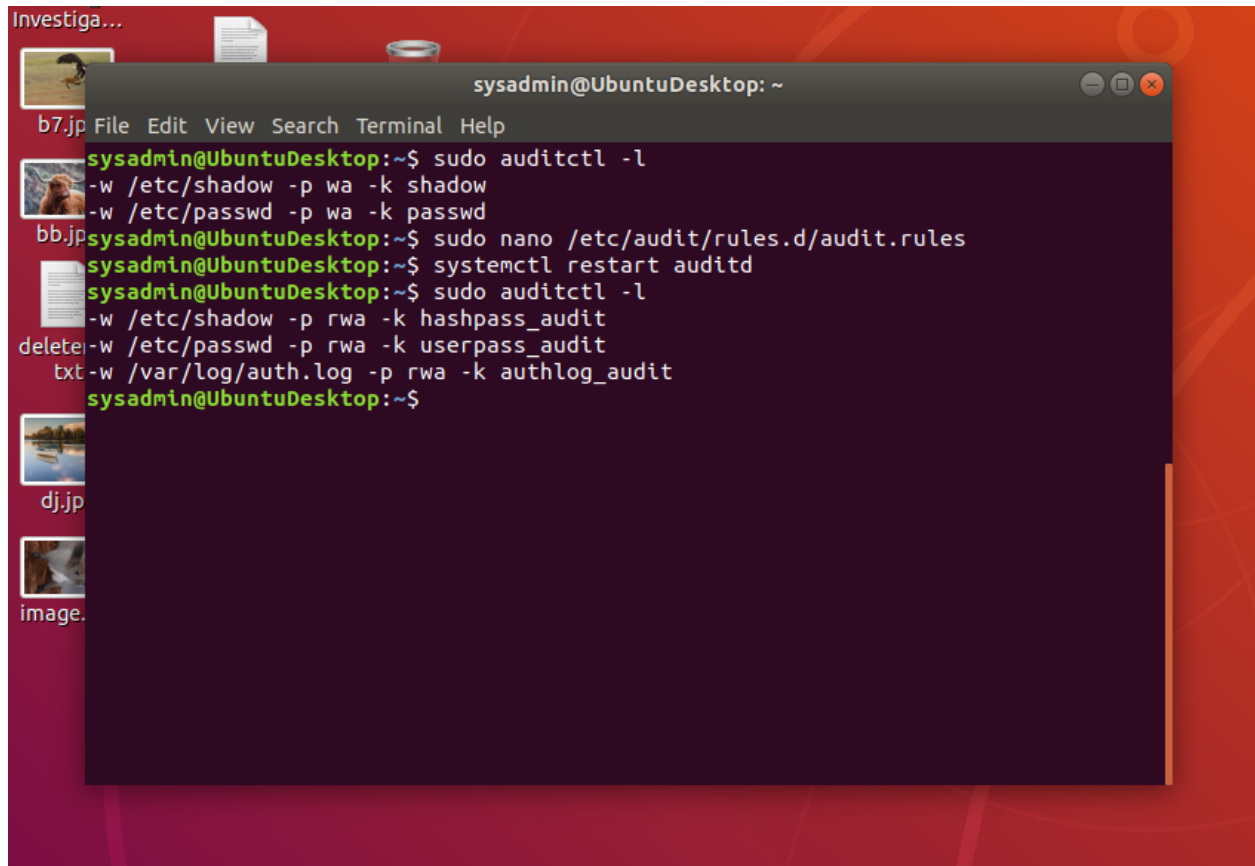 Investiga...
sysadmin@UbuntuDesktop: ~
File Edit View Search Terminal Help
sysadmin@UbuntuDesktop:~$ sudo auditctl -l
-w /etc/shadow -p wa -k shadow
-w /etc/passwd -p wa -k passwd
sysadmin@UbuntuDesktop:~$ sudo nano /etc/audit/rules.d/audit.rules
sysadmin@UbuntuDesktop:~$ systemctl restart auditd
sysadmin@UbuntuDesktop:~$ sudo auditctl -l
-w /etc/shadow -p rwa -k hashpass_audit
-w /etc/passwd -p rwa -k userpass_audit
-w /var/log/auth.log -p rwa -k authlog_audit
sysadmin@UbuntuDesktop:~$
b7.jp
bb.jp
delete
txt
dj.jp
image.